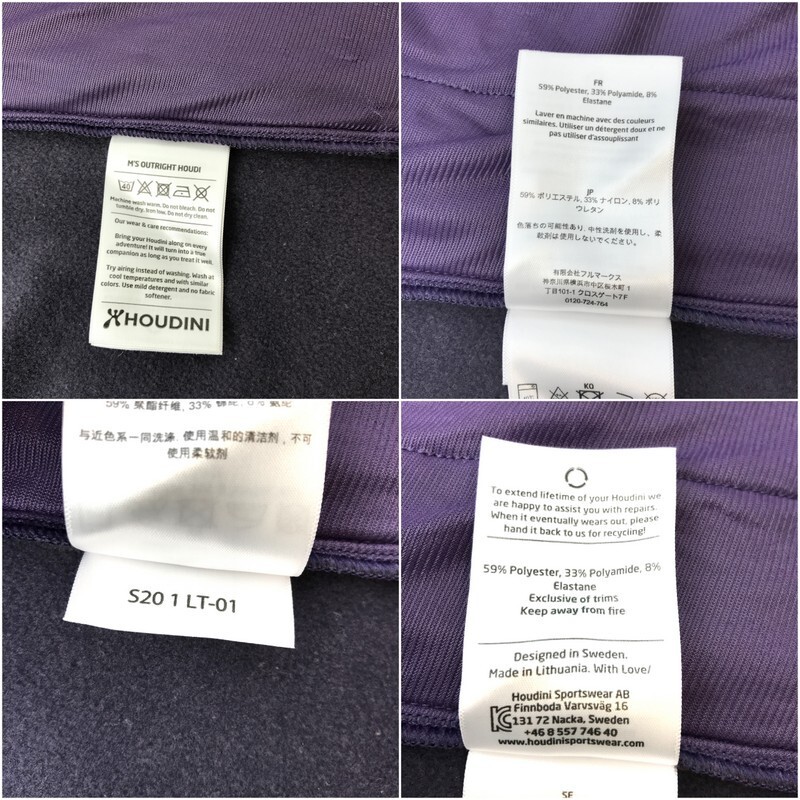 M'S OUTRIGHT HOUDI
40
Machine wash warm. Do not bleach. Do not
tumble dry. Iron low. Do not dry clean.
Our wear & care recommendations:
Bring your Houdini along on every
adventure! It will turn into a true
companion as long as you treat it well.
Try airing instead of washing. Wash at
cool temperatures and with similar
colors. Use mild detergent and no fabric
softener.
HOUDINI
FR
59% Polyester, 33% Polyamide, 8%
Elastane
Laver en machine avec des couleurs
similaires. Utiliser un détergent doux et ne
pas utiliser d'assouplissant
JP
59% ポリエステル, 33% ナイロン, 8% ポリ
ウレタン
色落ちの可能性あり, 中性洗剤を使用し、柔
軟剤は使用しないでください。
有限会社フルマークス
神奈川県横浜市中区桜木町 1
丁目101-1 クロスゲート7F
0120-724-764
KO
59% 聚酯纤维, 33%
与近色系一同洗涤. 使用温和的清洁剂, 不可
使用柔软剂
S20 1 LT-01
To extend lifetime of your Houdini we
are happy to assist you with repairs.
When it eventually wears out, please
hand it back to us for recycling!
59% Polyester, 33% Polyamide, 8%
Elastane
Exclusive of trims
Keep away from fire
Designed in Sweden.
Made in Lithuania. With Love/
Houdini Sportswear AB
Finnboda Varvsväg 16
131 72 Nacka, Sweden
+46 8 557 746 40
www.houdinisportswear.com
SE